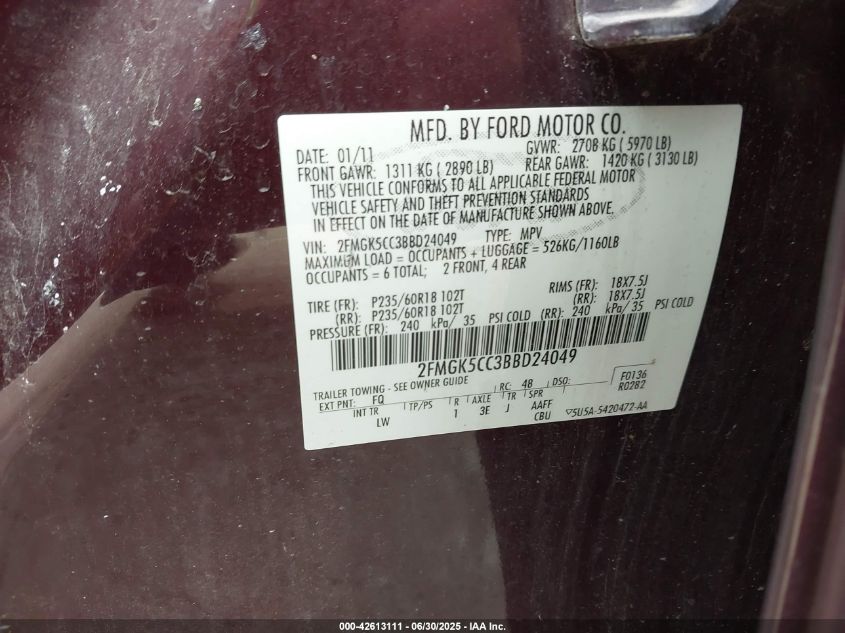 MFD. BY FORD MOTOR CO.
DATE: 01/11 GVWR: 2708 KG ( 5970 LB)
FRONT GAWR: 1311 KG ( 2890 LB) REAR GAWR: 1420 KG ( 3130 LB)
THIS VEHICLE CONFORMS TO ALL APPLICABLE FEDERAL MOTOR
VEHICLE SAFETY AND THEFT PREVENTION STANDARDS
IN EFFECT ON THE DATE OF MANUFACTURE SHOWN ABOVE.
VIN: 2FMGK5CC3BBD24049 TYPE: MPV
MAXIMUM LOAD = OCCUPANTS + LUGGAGE = 526KG/1160LB
OCCUPANTS = 6 TOTAL; 2 FRONT, 4 REAR
TIRE (FR): P235/60R18 102T RIMS (FR): 18X7.5J
(RR): P235/60R18 102T (RR): 18X7.5J
PRESSURE (FR): 240 kPa/ 35 PSI COLD (RR): 240 kPa/ 35 PSI COLD
2FMGK5CC3BBD24049
TRAILER TOWING - SEE OWNER GUIDE RC: 48 DSO: F0136
EXT PNT: FQ R0282
INT TR TP/PS R AXLE TR SPR
LW 1 3E J AAFF
CBU ▽5U5A-5420472-AA
000-42613111 - 06/30/2025 - IAA Inc.